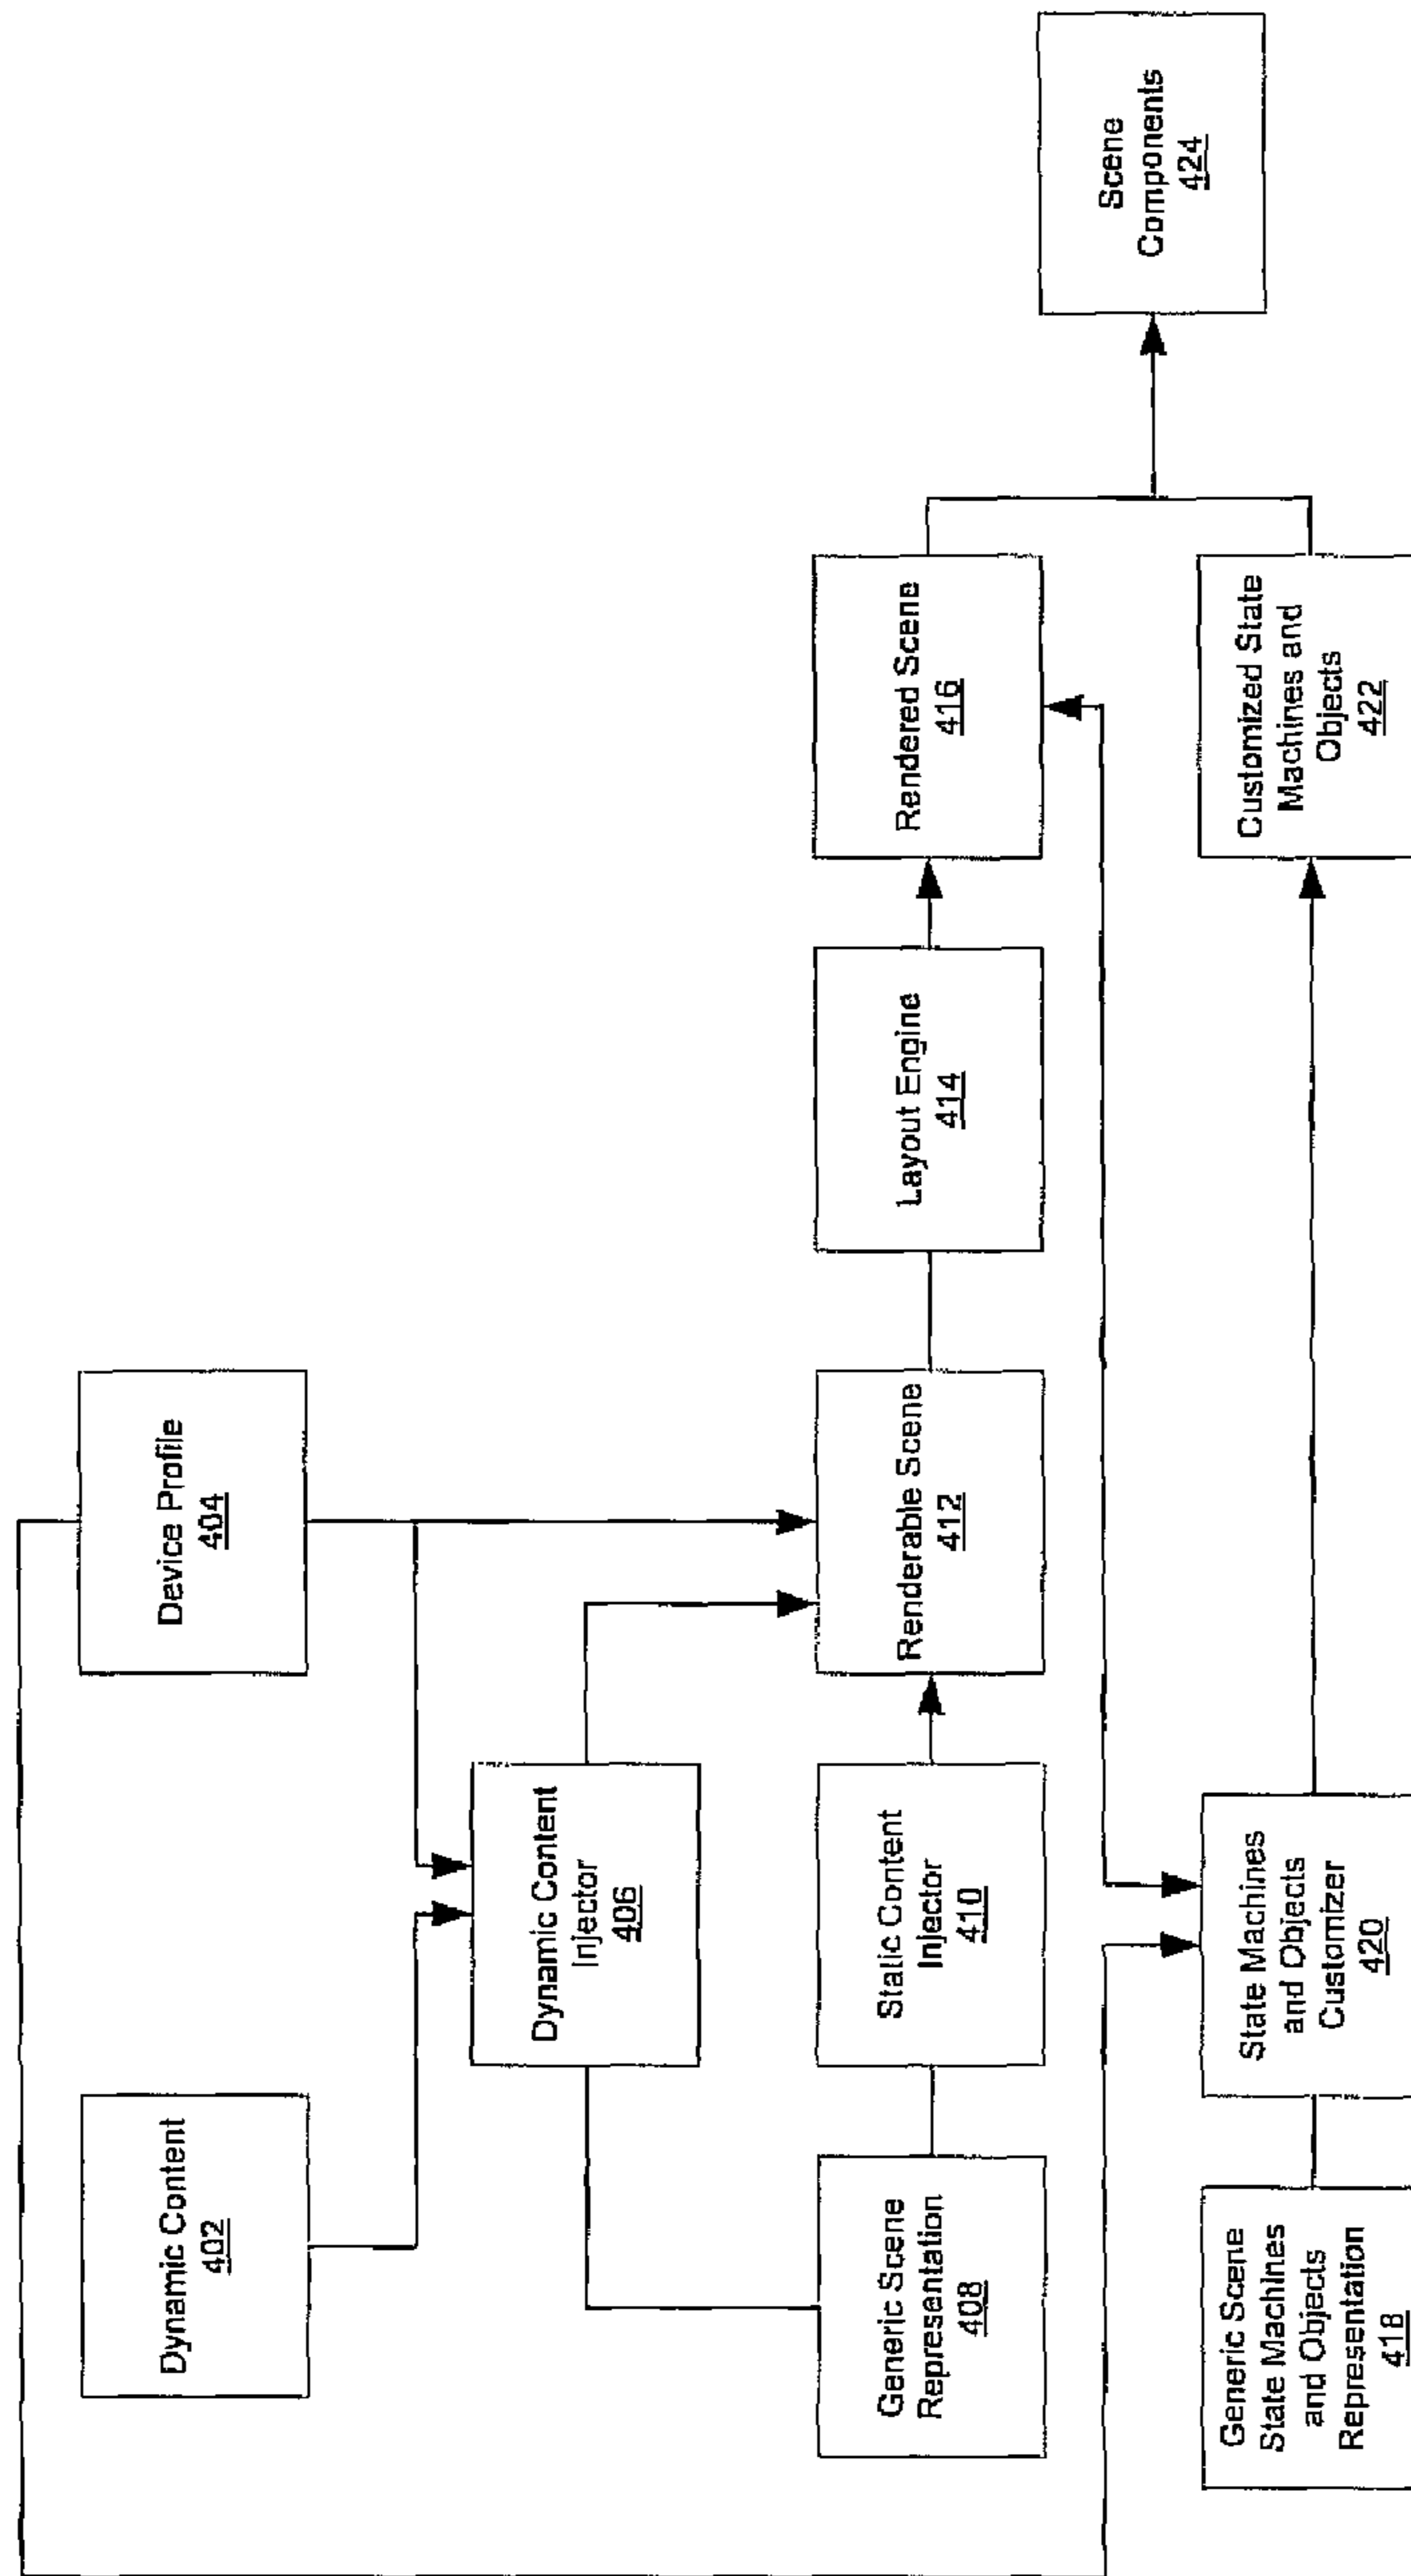 Dynamic Content
402
Device Profile
404
Dynamic Content
Injector
406
Generic Scene
Representation
408
Static Content
Injector
410
Renderable Scene
412
Layout Engine
414
Rendered Scene
416
Scene
Components
424
Generic Scene
State Machines
and Objects
Representation
418
State Machines
and Objects
Customizer
420
Customized State
Machines and
Objects
422